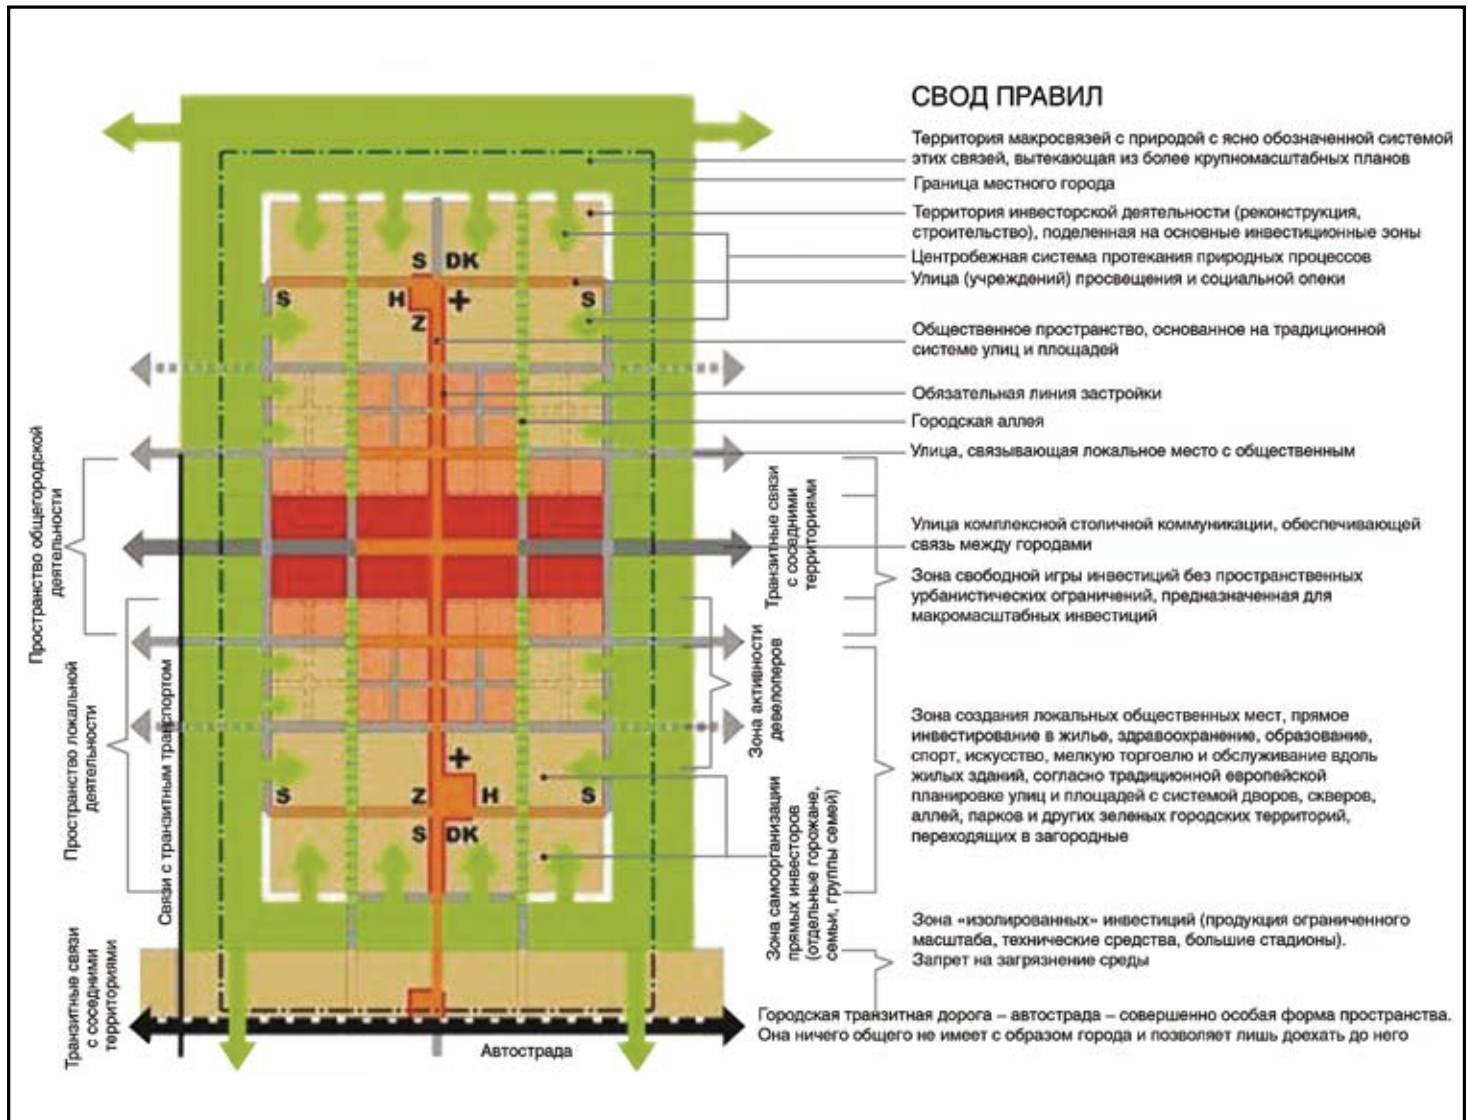 СВОД ПРАВИЛ
Территория макросвязей с природой с ясно обозначенной системой
этих связей, вытекающая из более крупномасштабных планов
Граница местного города
Территория инвесторской деятельности (реконструкция,
строительство), поделенная на основные инвестиционные зоны
Центробежная система протекания природных процессов
Улица (учреждений) просвещения и социальной опеки
Общественное пространство, основанное на традиционной
системе улиц и площадей
Обязательная линия застройки
Городская аллея
Улица, связывающая локальное место с общественным
Улица комплексной столичной коммуникации, обеспечивающей
связь между городами
Зона свободной игры инвестиций без пространственных
урбанистических ограничений, предназначенная для
макромасштабных инвестиций
Зона создания локальных общественных мест, прямое
инвестирование в жилье, здравоохранение, образование,
спорт, искусство, мелкую торговлю и обслуживание вдоль
жилых зданий, согласно традиционной европейской
планировке улиц и площадей с системой дворов, скверов,
аллей, парков и других зеленых городских территорий,
переходящих в загородные
Зона «изолированных» инвестиций (продукция ограниченного
масштаба, технические средства, большие стадионы).
Запрет на загрязнение среды
Городская транзитная дорога – автострада – совершенно особая форма пространства.
Она ничего общего не имеет с образом города и позволяет лишь доехать до него
S DK
S H + S
Z
+
S Z H S
S DK
Автострада
Пространство общегородской
деятельности
Пространство локальной
деятельности
Связи с транзитным транспортом
Транзитные связи
с соседними
территориями
Транзитные связи
с соседними
территориями
Зона активности
девелоперов
Зона самоорганизации
прямых инвесторов
(отдельные горожане,
семьи, группы семей)